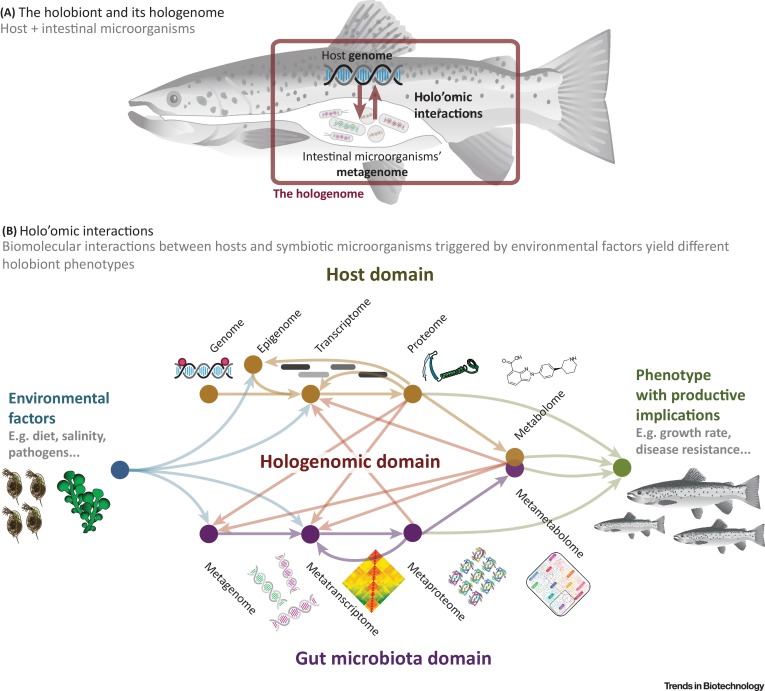 (A) The holobiont and its hologenome
Host + intestinal microorganisms
Host genome
Holo'omic
interactions
Intestinal microorganisms'
metagenome
The hologenome
(B) Holo'omic interactions
Biomolecular interactions between hosts and symbiotic microorganisms triggered by environmental factors yield different
holobiont phenotypes
Host domain
Genome
Epigenome
Transcriptome
Proteome
Environmental
factors
E.g. diet, salinity,
pathogens...
Phenotype
with productive
implications
E.g. growth rate,
disease resistance...
COOH
NH
N
N
Metabolome
Hologenomic domain
Metametabolome
Metagenome
Metatranscriptome
Metaproteome
Gut microbiota domain
Trends in Biotechnology